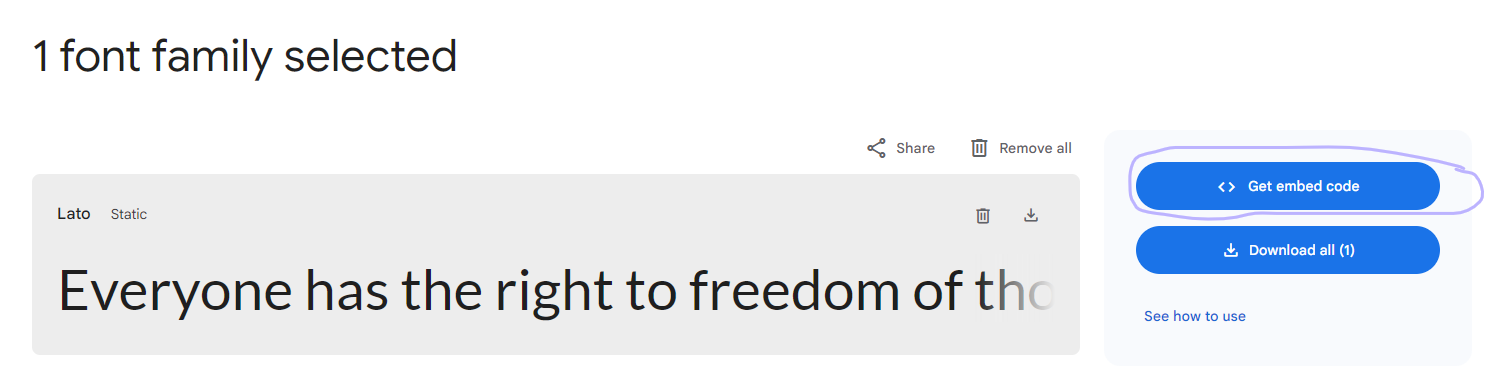 1 font family selected
Share Remove all
Lato Static
Everyone has the right to freedom of tho
<> Get embed code
Download all (1)
See how to use